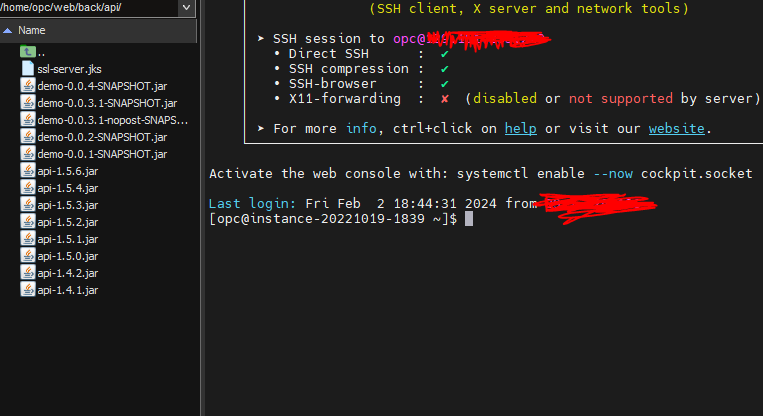 /home/opc/web/back/api/
Name
..
ssl-server.jks
demo-0.0.4-SNAPSHOT.jar
demo-0.0.3.1-SNAPSHOT.jar
demo-0.0.3.1-nopost-SNAPS...
demo-0.0.2-SNAPSHOT.jar
demo-0.0.1-SNAPSHOT.jar
api-1.5.6.jar
api-1.5.4.jar
api-1.5.3.jar
api-1.5.2.jar
api-1.5.1.jar
api-1.5.0.jar
api-1.4.2.jar
api-1.4.1.jar
(SSH client, X server and network tools)
➤ SSH session to opc@
• Direct SSH : ✔
• SSH compression : ✔
• SSH-browser : ✔
• X11-forwarding : ✘ (disabled or not supported by server)
➤ For more info, ctrl+click on help or visit our website.
Activate the web console with: systemctl enable --now cockpit.socket
Last login: Fri Feb  2 18:44:31 2024 from
[opc@instance-20221019-1839 ~]$